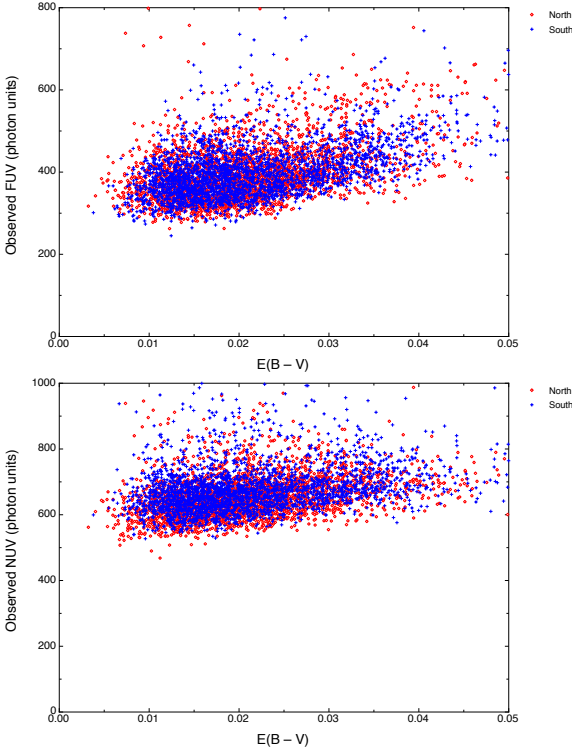 800
600
400
200
0
0.00 0.01 0.02 0.03 0.04 0.05
Observed FUV (photon units)
E(B – V)
North
South
1000
800
600
400
200
0
0.00 0.01 0.02 0.03 0.04 0.05
Observed NUV (photon units)
E(B – V)
North
South